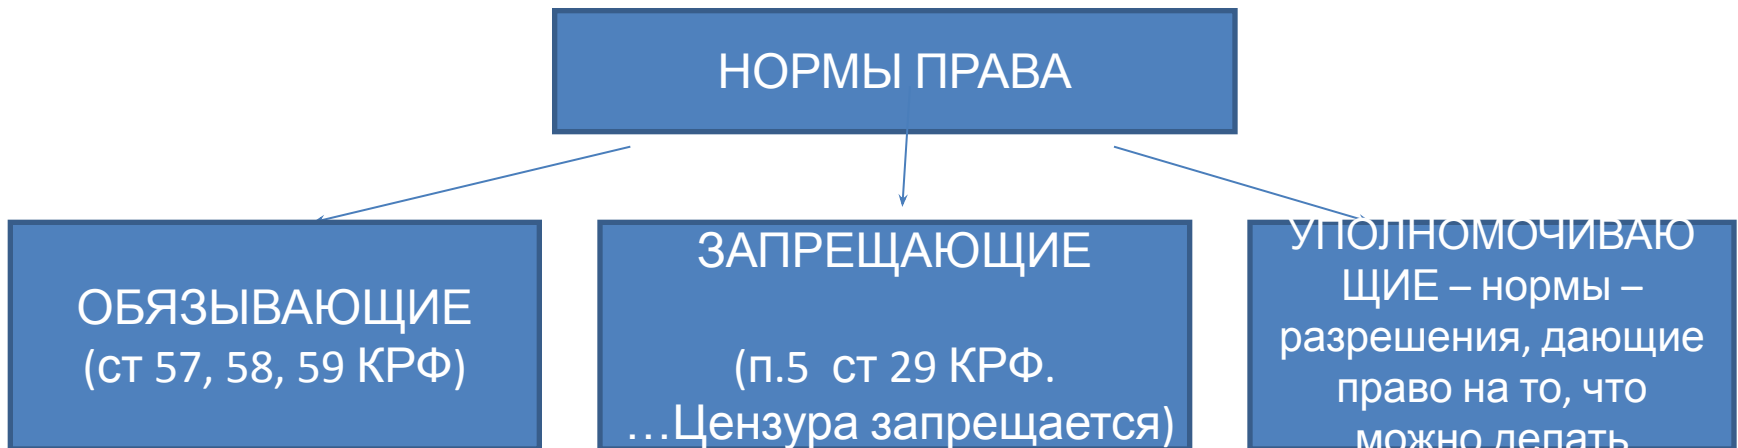 НОРМЫ ПРАВА
ОБЯЗЫВАЮЩИЕ
(ст 57, 58, 59 КРФ)
ЗАПРЕЩАЮЩИЕ
(п.5 ст 29 КРФ.
…Цензура запрещается)
УПОЛНОМОЧИВАЮ
ЩИЕ – нормы –
разрешения, дающие
право на то, что
можно делать